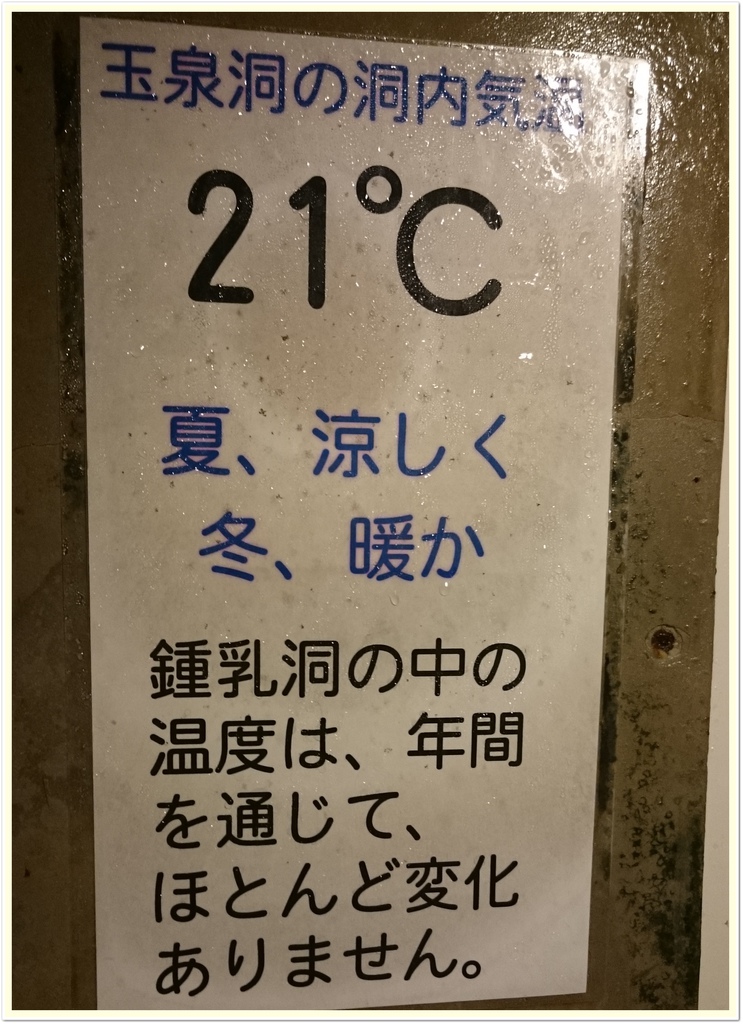 玉泉洞の洞内気温
21℃
夏、涼しく
冬、暖か
鍾乳洞の中の
温度は、年間
を通じて、
ほとんど変化
ありません。